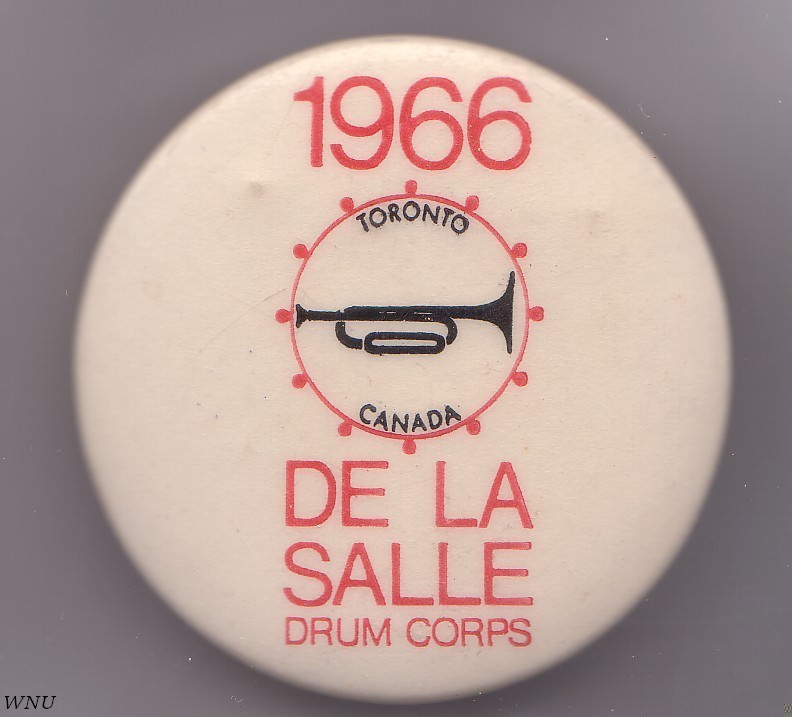 1966
TORONTO
CANADA
DE LA
SALLE
DRUM CORPS
WNU